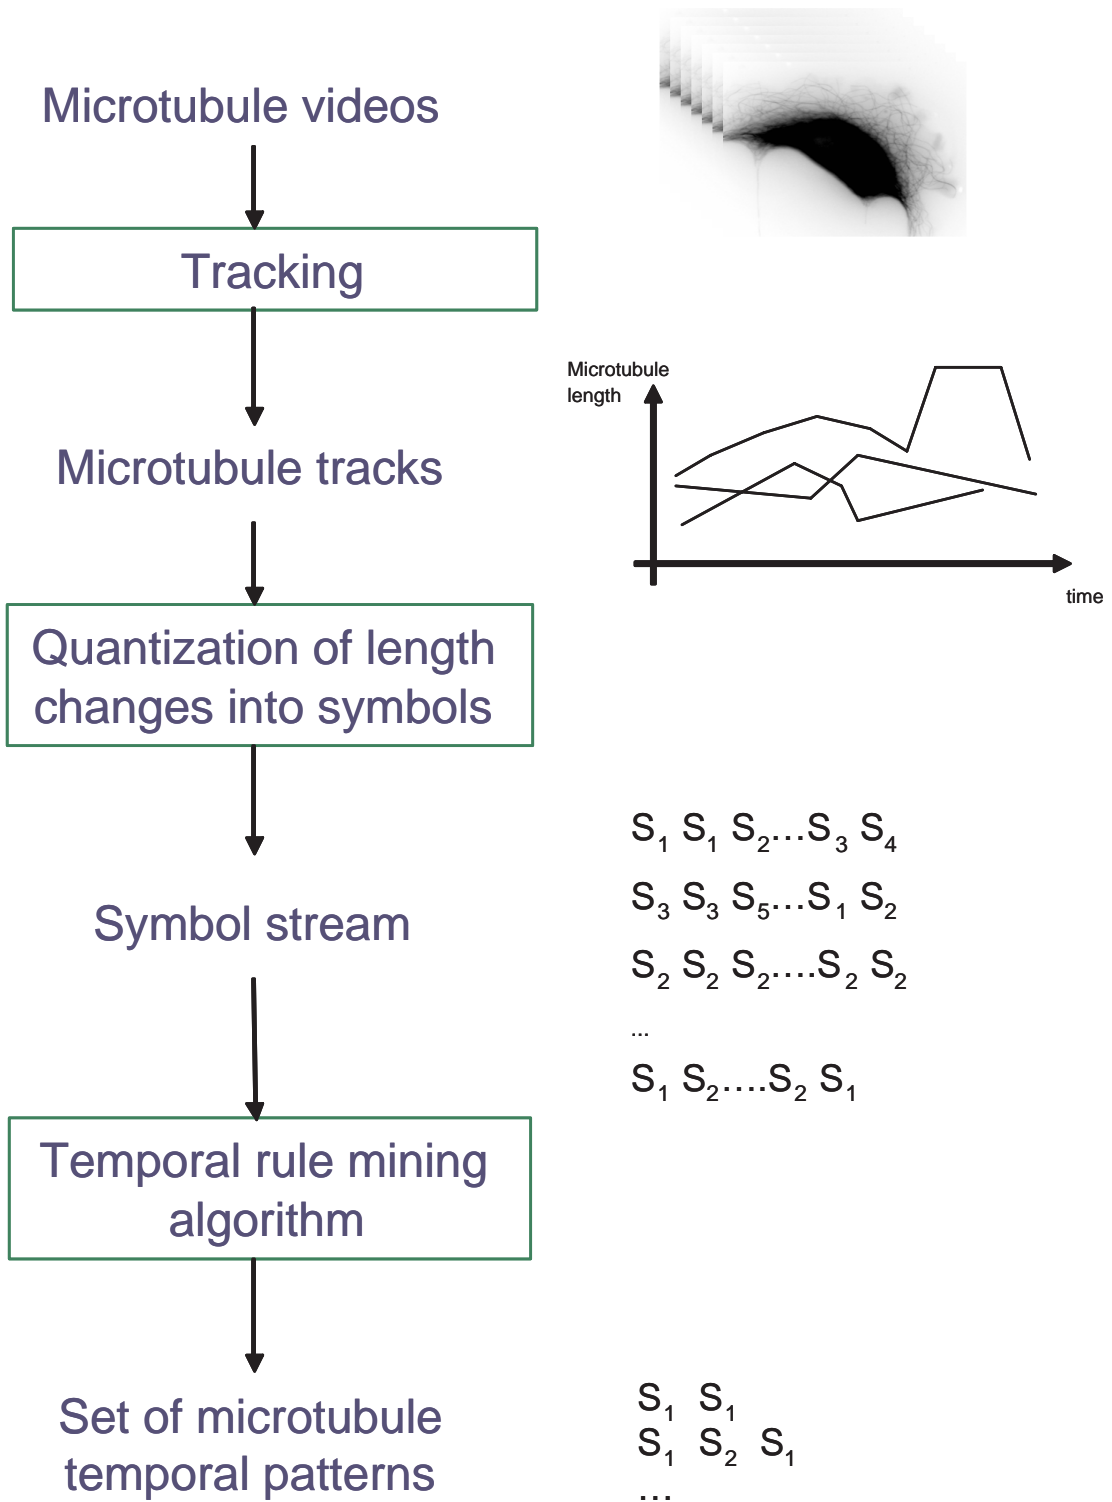 Microtubule videos
Tracking
Microtubule
length
Microtubule tracks
time
Quantization of length
changes into symbols
S1 S1 S2...S3 S4
S3 S3 S5...S1 S2
Symbol stream
S2 S2 S2....S2 S2
...
S1 S2....S2 S1
Temporal rule mining
algorithm
Set of microtubule
temporal patterns
S1 S1
S1 S2 S1
...